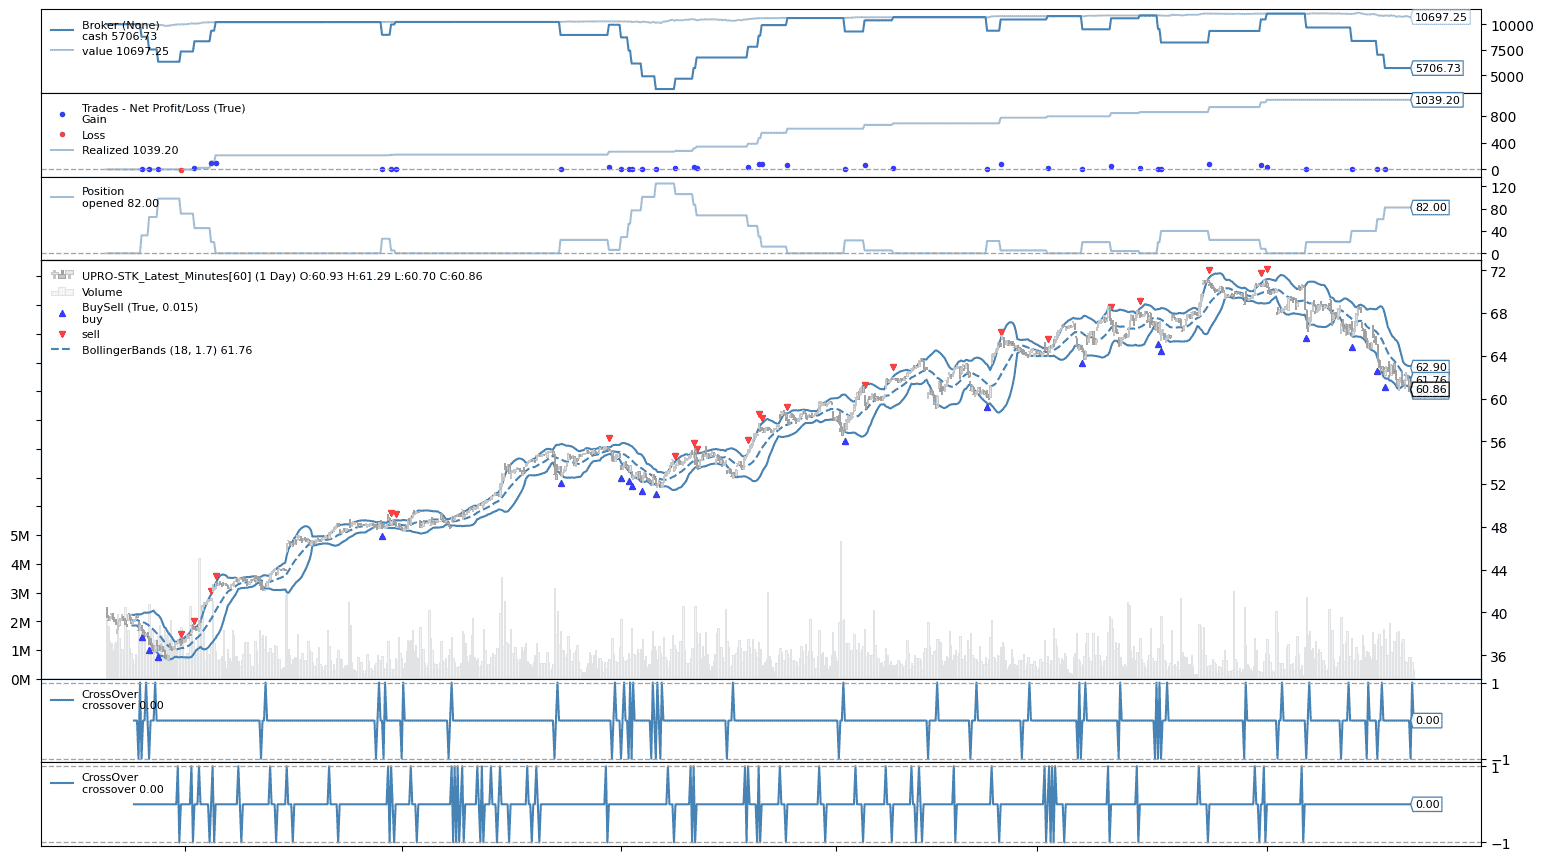 Broker (None)
cash 5706.73
value 10697.25
10697.25
10000
7500
5706.73
5000
Trades - Net Profit/Loss (True)
Gain
Loss
Realized 1039.20
1039.20
800
400
0
Position
opened 82.00
120
82.00
80
40
0
UPRO-STK_Latest_Minutes[60] (1 Day) O:60.93 H:61.29 L:60.70 C:60.86
Volume
BuySell (True, 0.015)
buy
sell
BollingerBands (18, 1.7) 61.76
72
68
64
62.90
61.76
60.86
60
56
52
48
44
40
36
5M
4M
3M
2M
1M
0M
CrossOver
crossover 0.00
1
0.00
−1
CrossOver
crossover 0.00
1
0.00
−1